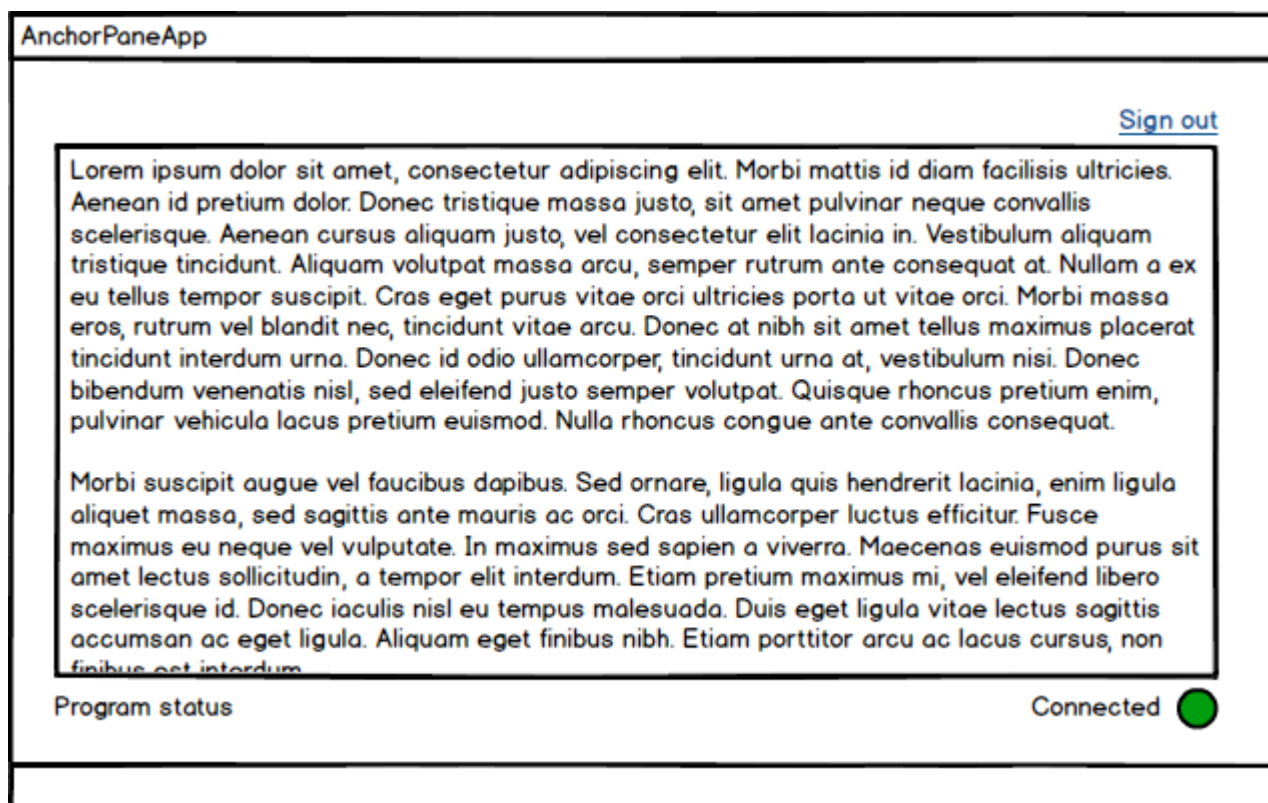 AnchorPaneApp
Sign out
Lorem ipsum dolor sit amet, consectetur adipiscing elit. Morbi mattis id diam facilisis ultricies.
Aenean id pretium dolor. Donec tristique massa justo, sit amet pulvinar neque convallis
scelerisque. Aenean cursus aliquam justo, vel consectetur elit lacinia in. Vestibulum aliquam
tristique tincidunt. Aliquam volutpat massa arcu, semper rutrum ante consequat at. Nullam a ex
eu tellus tempor suscipit. Cras eget purus vitae orci ultricies porta ut vitae orci. Morbi massa
eros, rutrum vel blandit nec, tincidunt vitae arcu. Donec at nibh sit amet tellus maximus placerat
tincidunt interdum urna. Donec id odio ullamcorper, tincidunt urna at, vestibulum nisi. Donec
bibendum venenatis nisl, sed eleifend justo semper volutpat. Quisque rhoncus pretium enim,
pulvinar vehicula lacus pretium euismod. Nulla rhoncus congue ante convallis consequat.
Morbi suscipit augue vel faucibus dapibus. Sed ornare, ligula quis hendrerit lacinia, enim ligula
aliquet massa, sed sagittis ante mauris ac orci. Cras ullamcorper luctus efficitur. Fusce
maximus eu neque vel vulputate. In maximus sed sapien a viverra. Maecenas euismod purus sit
amet lectus sollicitudin, a tempor elit interdum. Etiam pretium maximus mi, vel eleifend libero
scelerisque id. Donec iaculis nisl eu tempus malesuada. Duis eget ligula vitae lectus sagittis
accumsan ac eget ligula. Aliquam eget finibus nibh. Etiam porttitor arcu ac lacus cursus, non
finibus est interdum
Program status
Connected